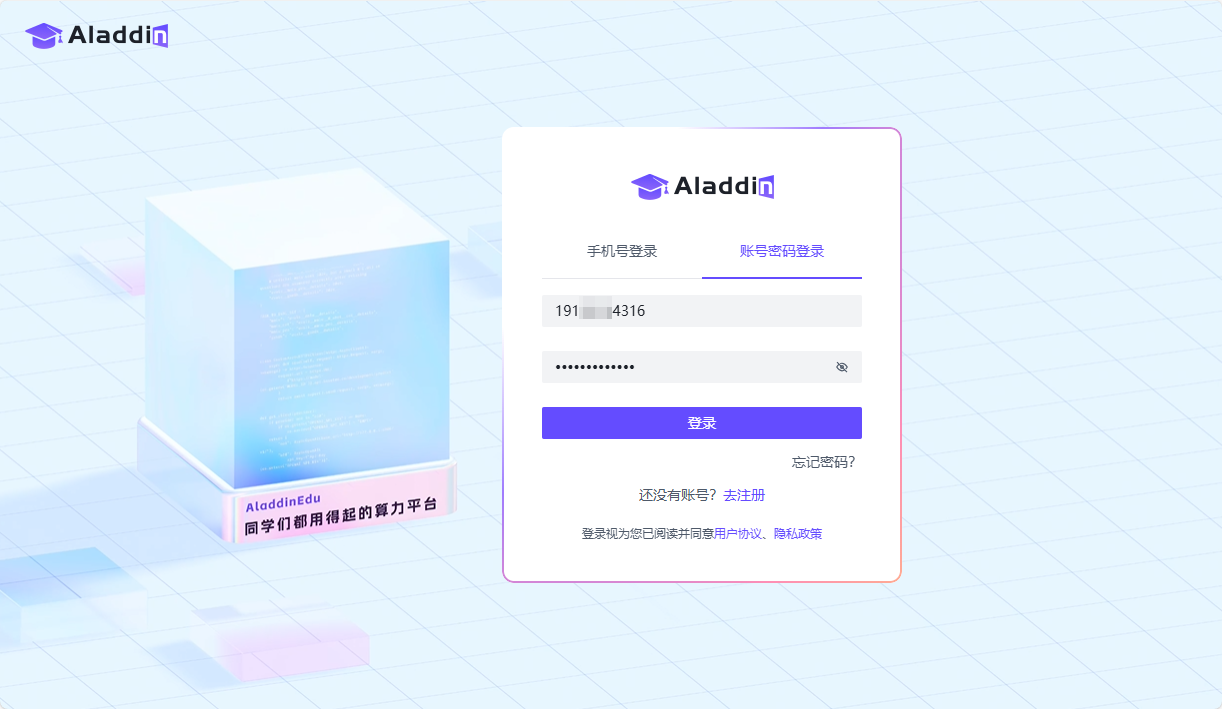 Aladdin
Aladdin
手机号登录
账号密码登录
191 4316
•••••••••••••
登录
忘记密码?
还没有账号? 去注册
登录视为您已阅读并同意用户协议、隐私政策
AladdinEdu
同学们都用得起的算力平台